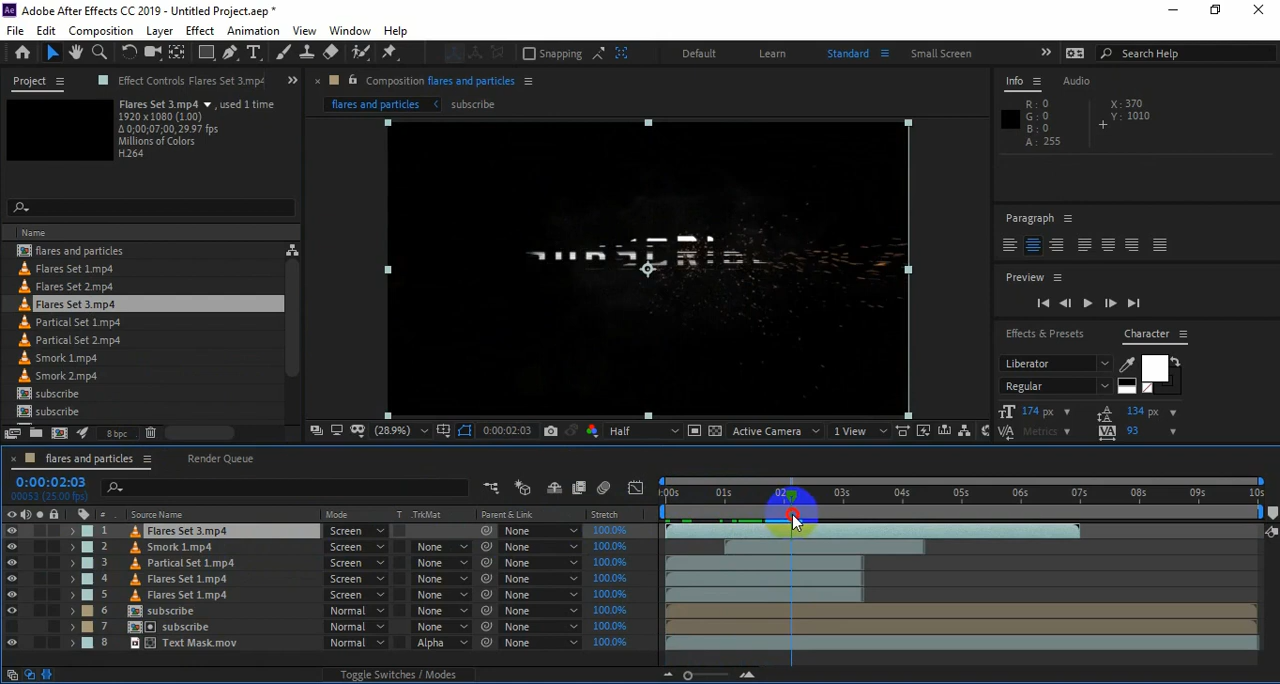 Adobe After Effects CC 2019 - Untitled Project.aep *
File Edit Composition Layer Effect Animation View Window Help
Snapping Default Learn Standard Small Screen Search Help
Project Effect Controls Flares Set 3.mp4 Composition flares and particles Info Audio
Flares Set 3.mp4 , used 1 time
1920 x 1080 (1.00)
Δ 0;00;07;00, 29.97 fps
Millions of Colors
H.264
flares and particles subscribe
R: 0
G: 0
B: 0
A: 255
X: 370
Y: 1010
Name
flares and particles
Flares Set 1.mp4
Flares Set 2.mp4
Flares Set 3.mp4
Partical Set 1.mp4
Partical Set 2.mp4
Smork 1.mp4
Smork 2.mp4
subscribe
subscribe
Paragraph
Preview
Effects & Presets Character
Liberator
Regular
174 px 134 px
Metrics 93
8 bpc
(28.9%) 0:00:02:03 Half Active Camera 1 View
flares and particles Render Queue
0:00:02:03
00053 (25.00 fps)
:00s 01s 02s 03s 04s 05s 06s 07s 08s 09s 10s
# Source Name Mode T .TrkMat Parent & Link Stretch
1 Flares Set 3.mp4 Screen None 100.0%
2 Smork 1.mp4 Screen None None 100.0%
3 Partical Set 1.mp4 Screen None None 100.0%
4 Flares Set 1.mp4 Screen None None 100.0%
5 Flares Set 1.mp4 Screen None None 100.0%
6 subscribe Normal None None 100.0%
7 subscribe Normal None None 100.0%
8 Text Mask.mov Normal Alpha None 100.0%
Toggle Switches / Modes